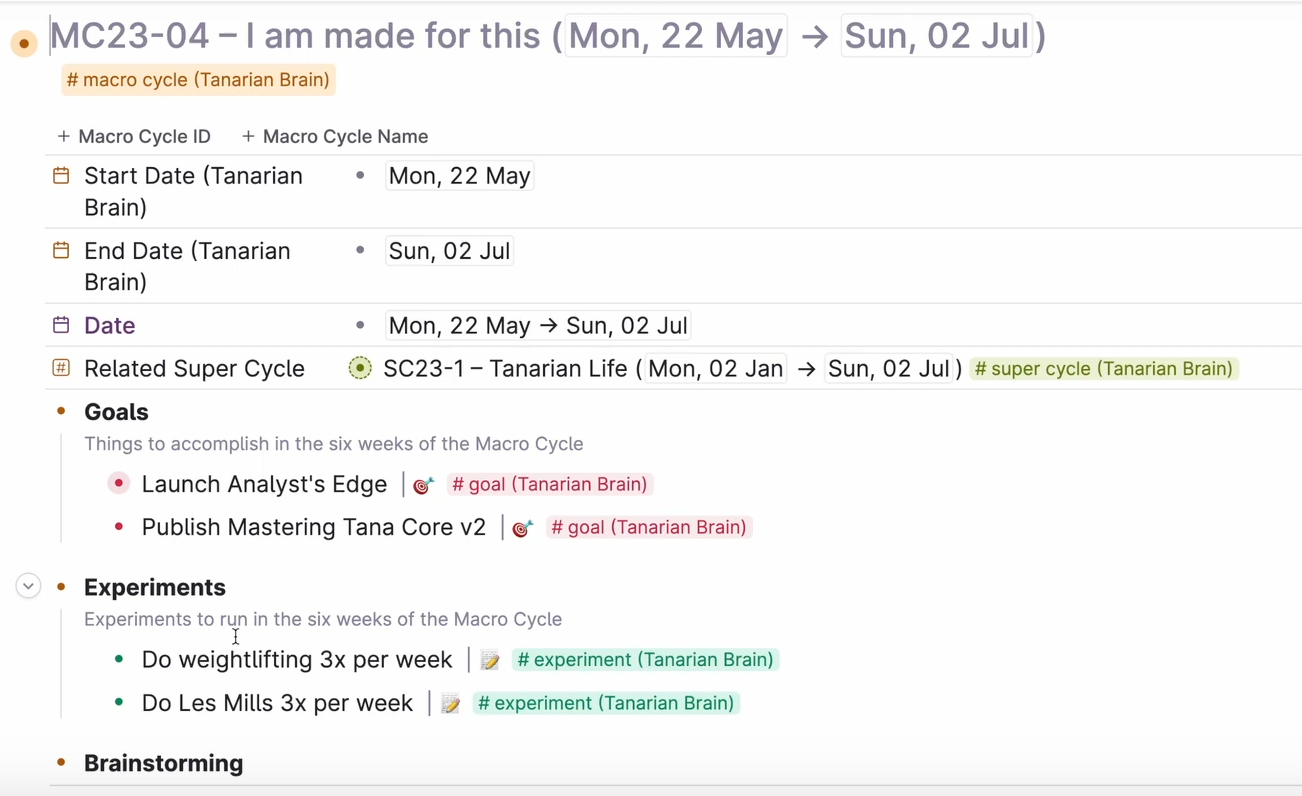 MC23-04 – I am made for this (Mon, 22 May → Sun, 02 Jul)
# macro cycle (Tanarian Brain)
+ Macro Cycle ID + Macro Cycle Name
Start Date (Tanarian • Mon, 22 May
Brain)
End Date (Tanarian • Sun, 02 Jul
Brain)
Date • Mon, 22 May → Sun, 02 Jul
# Related Super Cycle SC23-1 – Tanarian Life (Mon, 02 Jan → Sun, 02 Jul) # super cycle (Tanarian Brain)
• Goals
Things to accomplish in the six weeks of the Macro Cycle
• Launch Analyst's Edge | 🎯 # goal (Tanarian Brain)
• Publish Mastering Tana Core v2 | 🎯 # goal (Tanarian Brain)
• Experiments
Experiments to run in the six weeks of the Macro Cycle
• Do weightlifting 3x per week | 📝 # experiment (Tanarian Brain)
• Do Les Mills 3x per week | 📝 # experiment (Tanarian Brain)
• Brainstorming